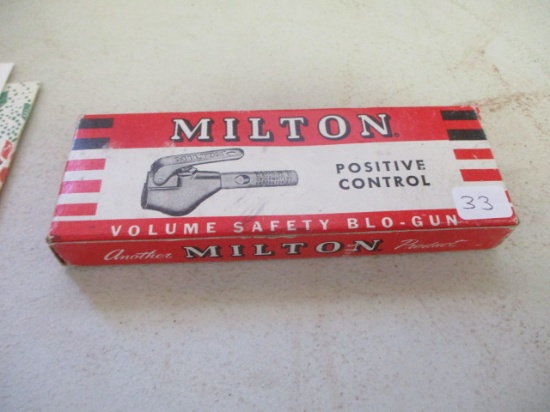 MILTON
POSITIVE
CONTROL
33
VOLUME SAFETY BLO-GUN
Another MILTON Product